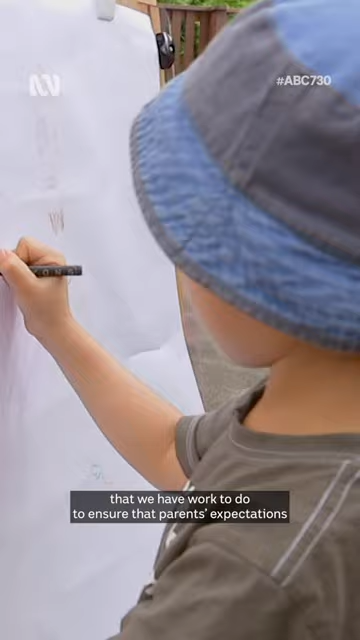 #ABC730
that we have work to do
to ensure that parents' expectations